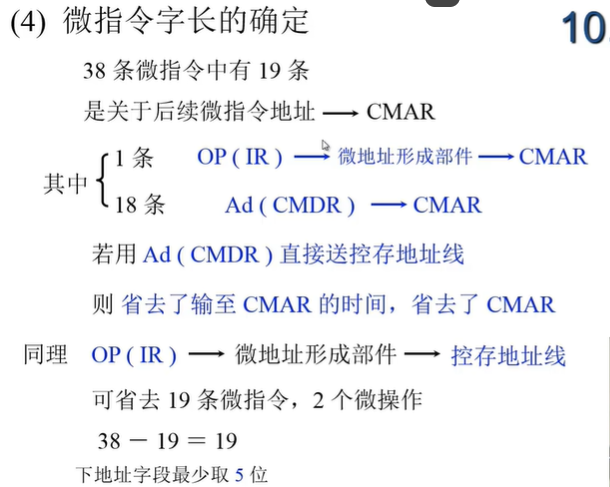 (4) 微指令字长的确定
10
38 条微指令中有 19 条
是关于后续微指令地址 → CMAR
其中 { 1 条 OP ( IR ) → 微地址形成部件 → CMAR
18 条 Ad ( CMDR ) → CMAR
若用 Ad ( CMDR ) 直接送控存地址线
则 省去了输至 CMAR 的时间，省去了 CMAR
同理 OP ( IR ) → 微地址形成部件 → 控存地址线
可省去 19 条微指令，2 个微操作
38 － 19 ＝ 19
下地址字段最少取 5 位